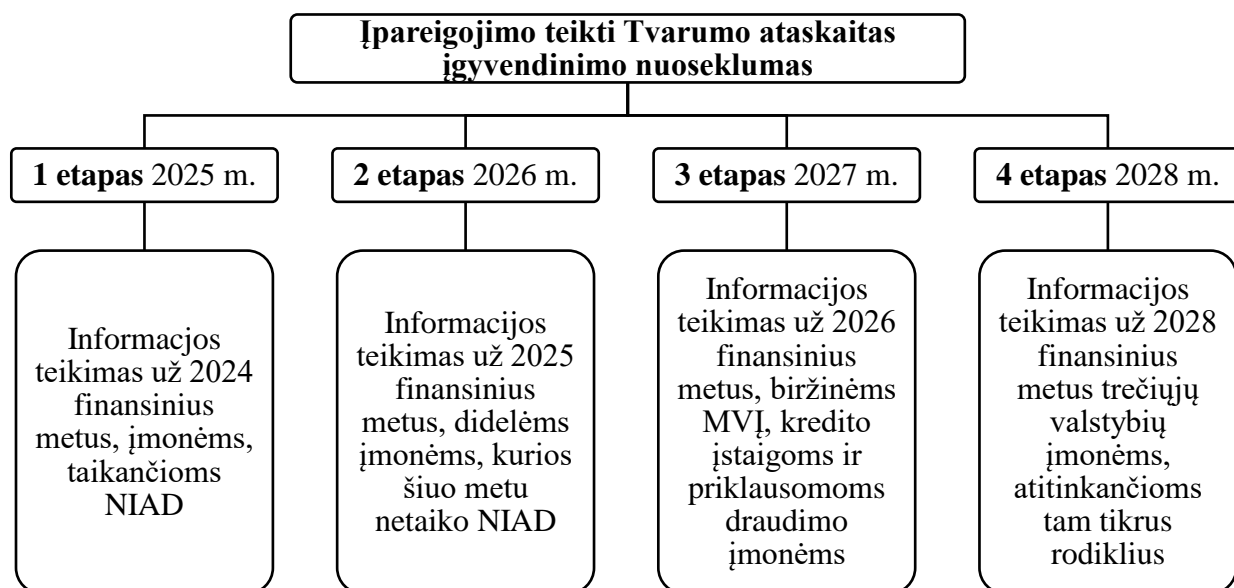 Įpareigojimo teikti Tvarumo ataskaitas
įgyvendinimo nuoseklumas
1 etapas 2025 m.
Informacjos
teikimas už 2024
finansinius
metus, įmonėms,
taikančioms
NIAD
2 etapas 2026 m.
Informacijos
teikimas už 2025
finansinius
metus, didelėms
įmonėms, kurios
šiuo metu
netaiko NIAD
3 etapas 2027 m.
Informacijos
teikimas už 2026
finansinius
metus, biržinėms
MVĮ, kredito
įstaigoms ir
priklausomoms
draudimo
įmonėms
4 etapas 2028 m.
Informacijos
teikimas už 2028
finansinius
metus trečiųjų
valstybių
įmonėms,
atitinkančioms
tam tikrus
rodiklius